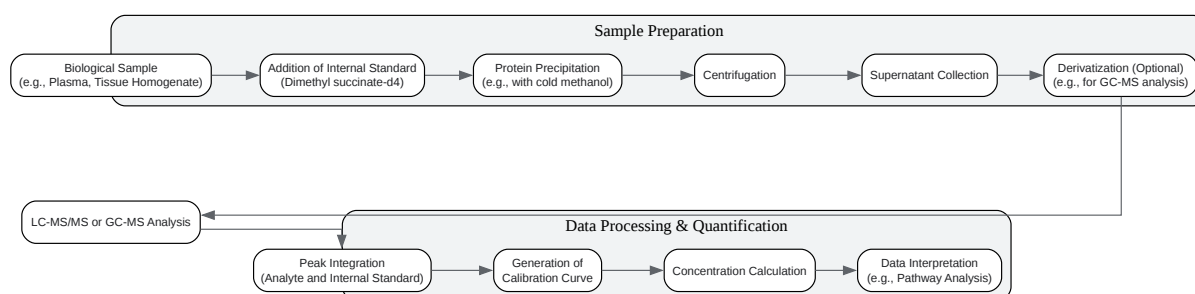 Sample Preparation
Biological Sample
(e.g., Plasma, Tissue Homogenate)
Addition of Internal Standard
(Dimethyl succinate-d4)
Protein Precipitation
(e.g., with cold methanol)
Centrifugation
Supernatant Collection
Derivatization (Optional)
(e.g., for GC-MS analysis)
LC-MS/MS or GC-MS Analysis
Data Processing & Quantification
Peak Integration
(Analyte and Internal Standard)
Generation of
Calibration Curve
Concentration Calculation
Data Interpretation
(e.g., Pathway Analysis)